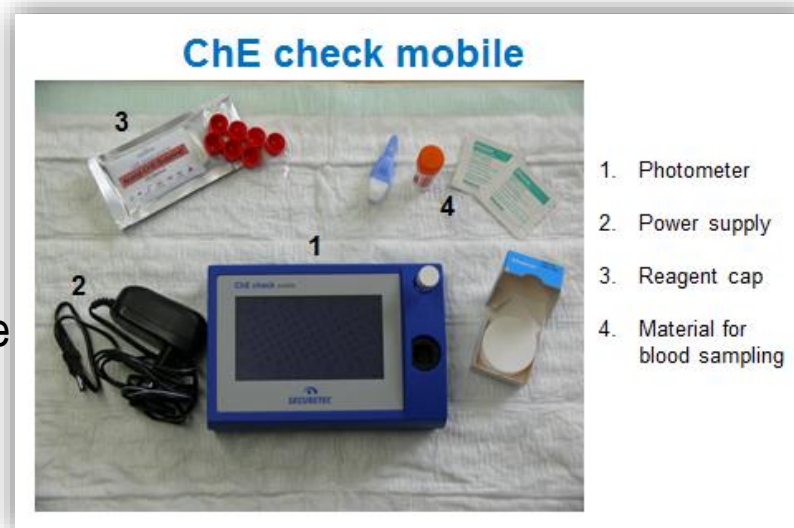 ChE check mobile
3
4
1
2
ChE check mobile
SECURETEC
e
1. Photometer
2. Power supply
3. Reagent cap
4. Material for
blood sampling